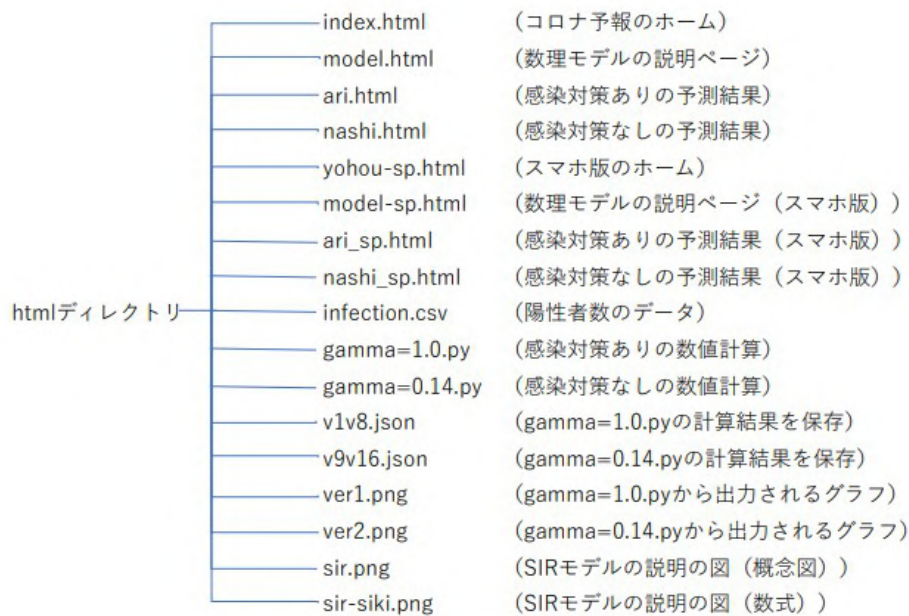 index.html (コロナ予報のホーム)
model.html (数理モデルの説明ページ)
ari.html (感染対策ありの予測結果)
nashi.html (感染対策なしの予測結果)
yohou-sp.html (スマホ版のホーム)
model-sp.html (数理モデルの説明ページ（スマホ版）)
ari_sp.html (感染対策ありの予測結果（スマホ版）)
nashi_sp.html (感染対策なしの予測結果（スマホ版）)
htmlディレクトリ infection.csv (陽性者数のデータ)
gamma=1.0.py (感染対策ありの数値計算)
gamma=0.14.py (感染対策なしの数値計算)
v1v8.json (gamma=1.0.pyの計算結果を保存)
v9v16.json (gamma=0.14.pyの計算結果を保存)
ver1.png (gamma=1.0.pyから出力されるグラフ)
ver2.png (gamma=0.14.pyから出力されるグラフ)
sir.png (SIRモデルの説明の図（概念図）)
sir-siki.png (SIRモデルの説明の図（数式）)